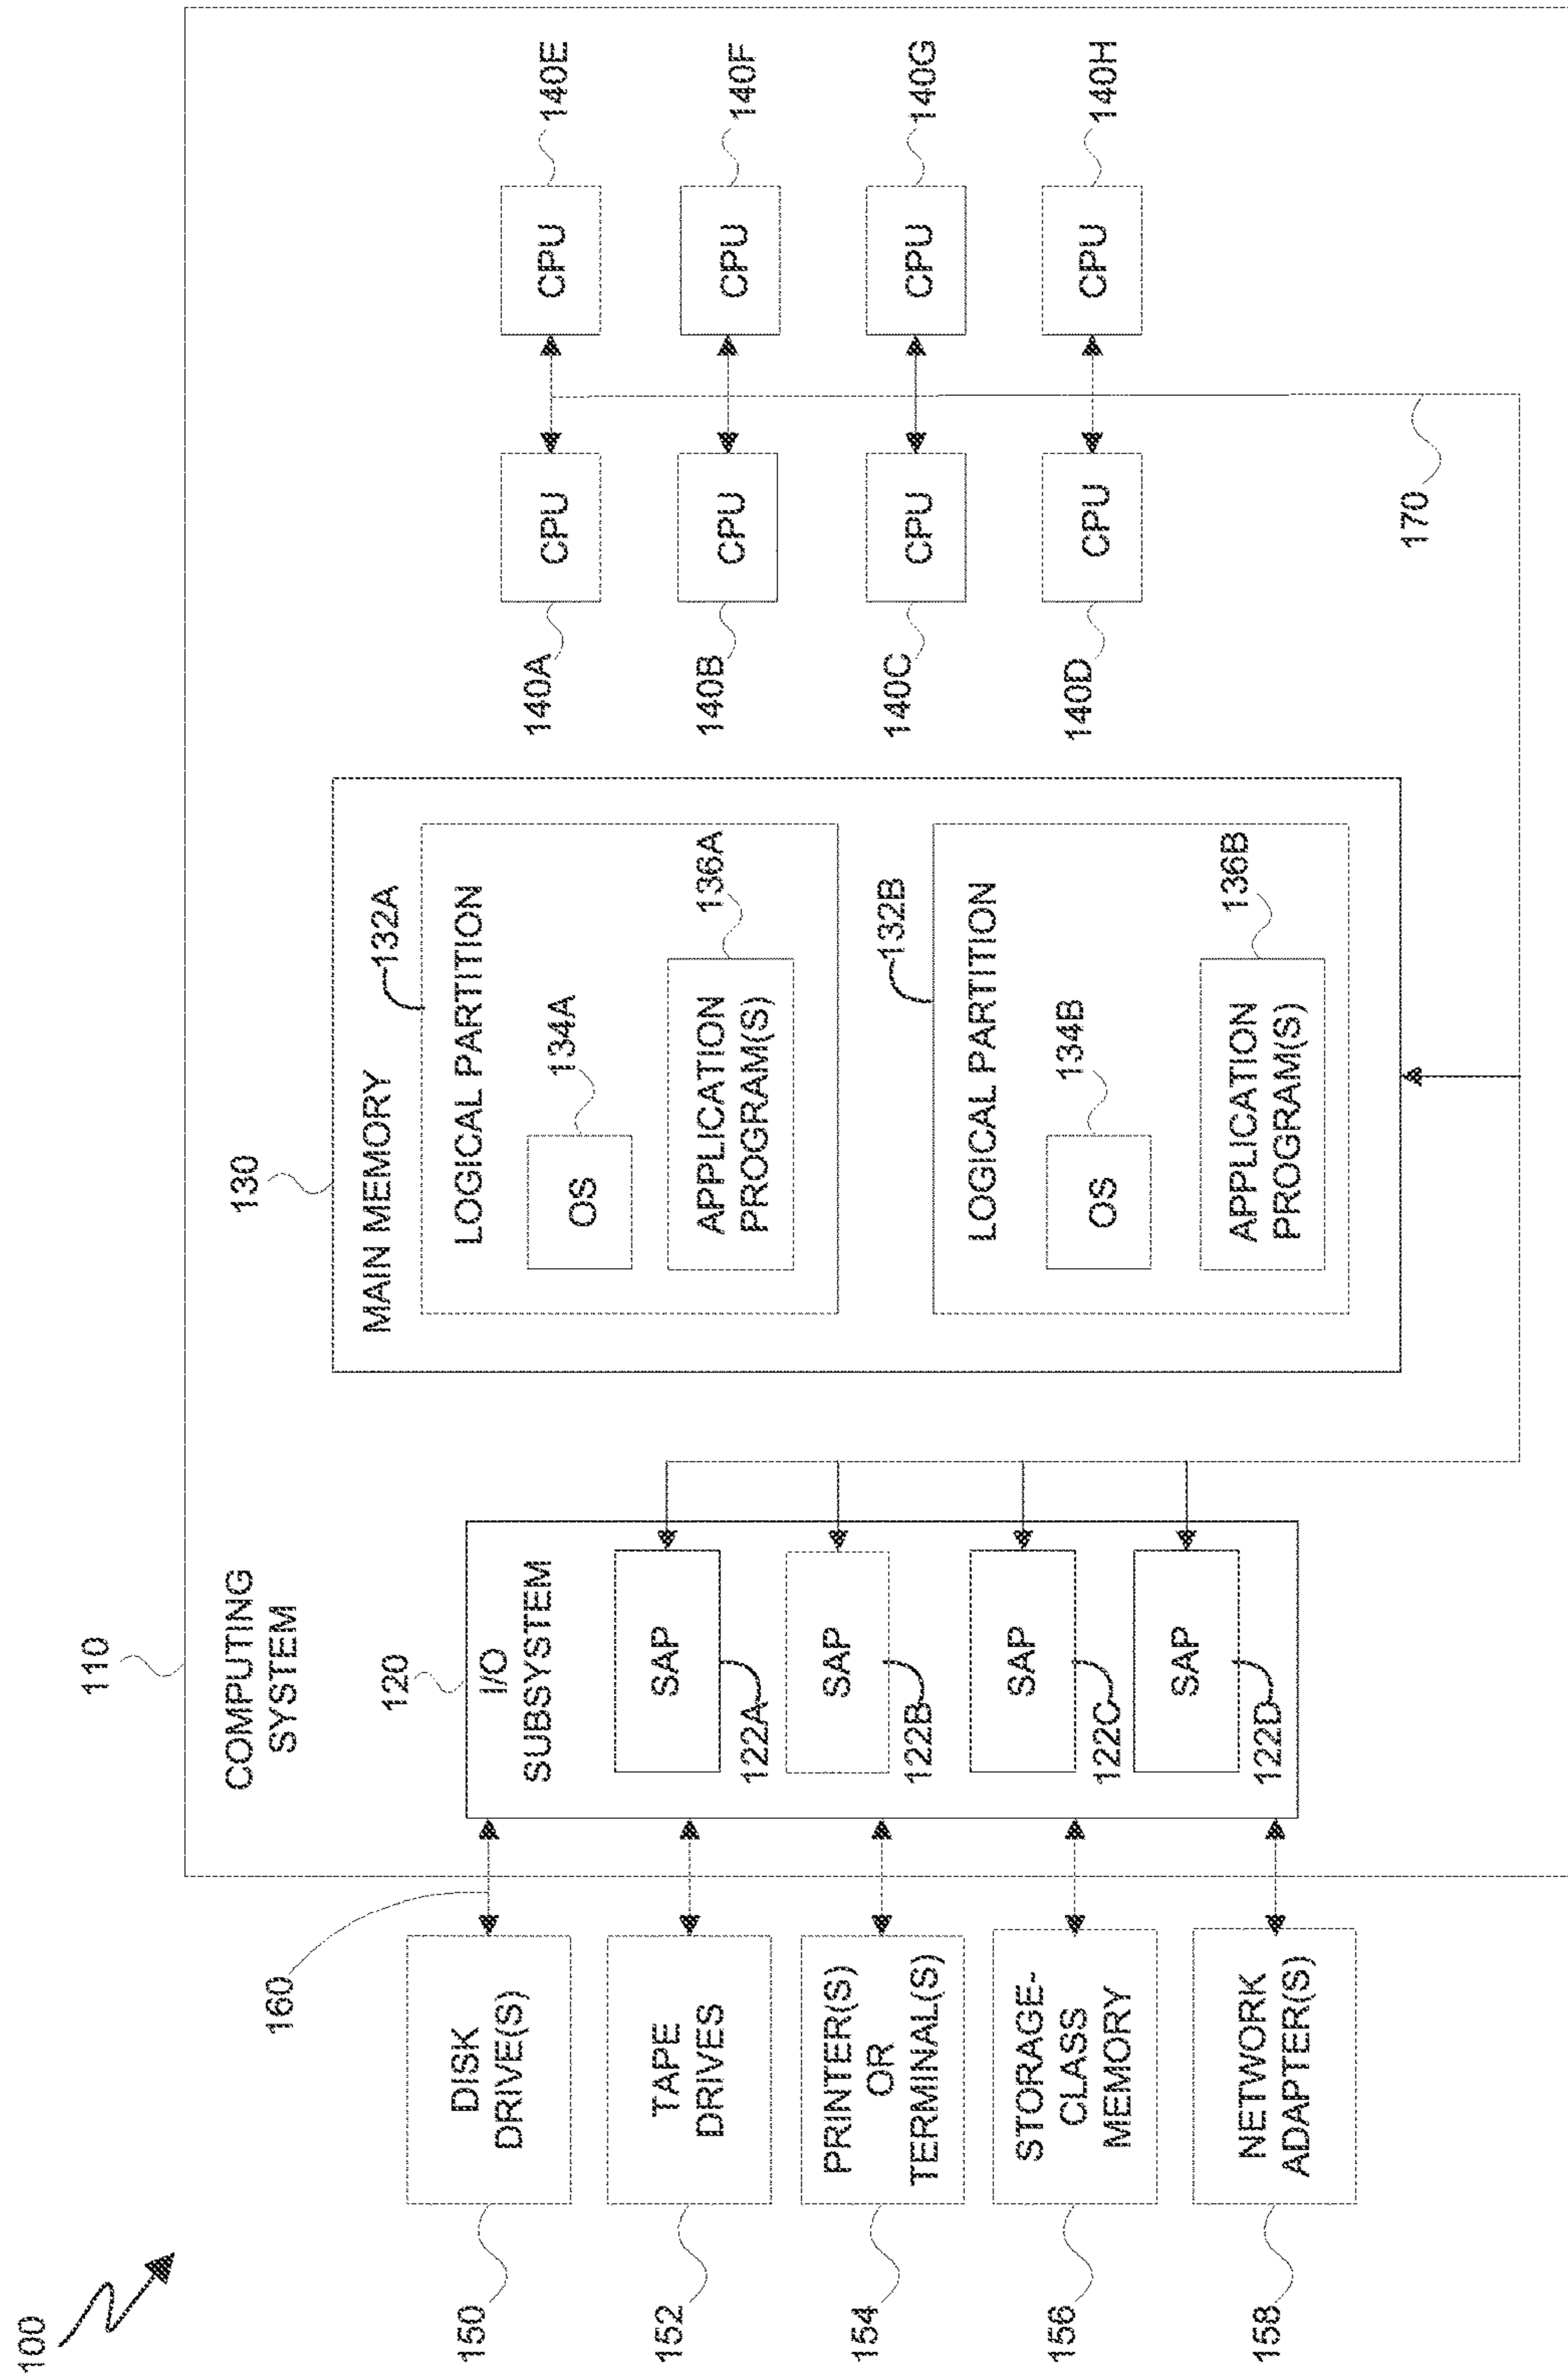 100
110
COMPUTING
SYSTEM
160
150
DISK
DRIVE(S)
152
TAPE
DRIVES
154
PRINTER(S)
OR
TERMINAL(S)
156
STORAGE-
CLASS
MEMORY
158
NETWORK
ADAPTER(S)
120
I/O
SUBSYSTEM
SAP
122A
SAP
122B
SAP
122C
SAP
122D
130
MAIN MEMORY
132A
LOGICAL PARTITION
134A
OS
136A
APPLICATION
PROGRAM(S)
132B
LOGICAL PARTITION
134B
OS
136B
APPLICATION
PROGRAM(S)
140A
CPU
CPU
140E
140B
CPU
CPU
140F
140C
CPU
CPU
140G
140D
CPU
CPU
140H
170